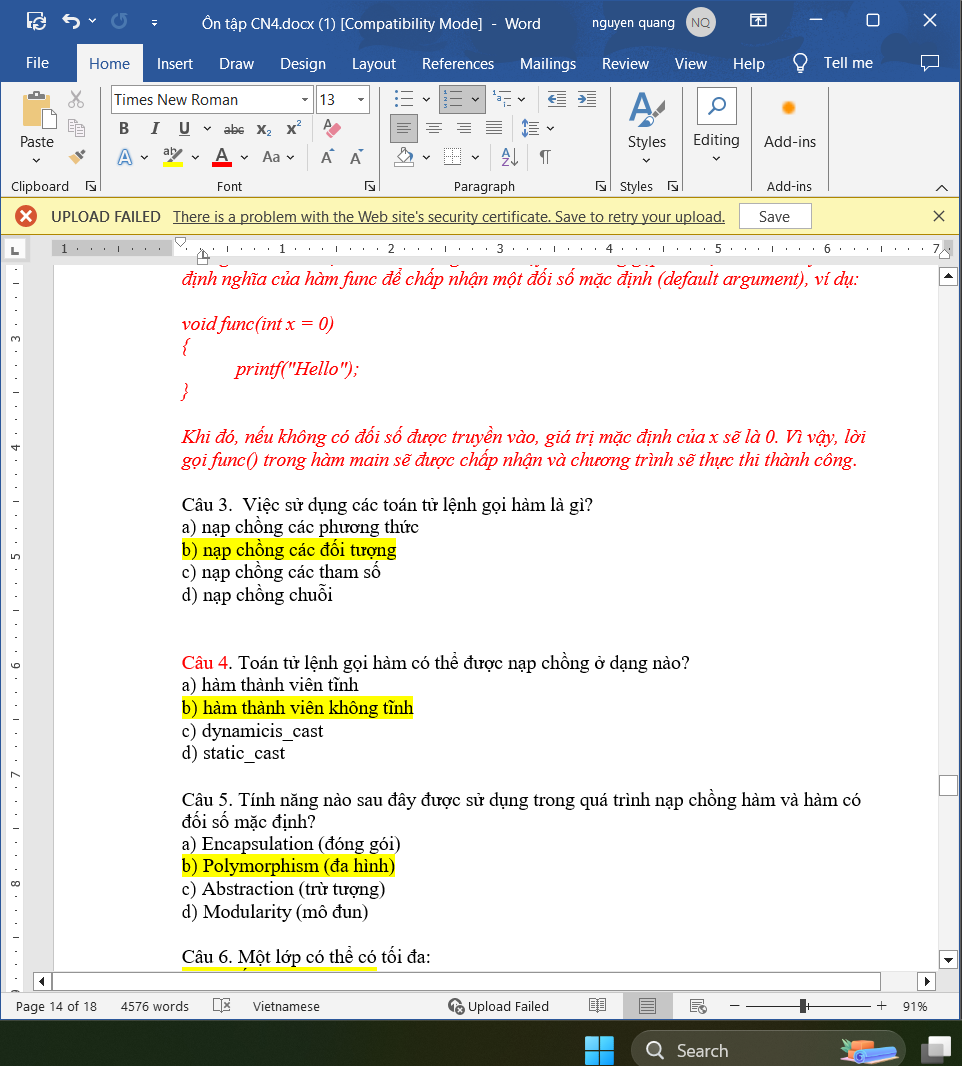 Ôn tập CN4.docx (1) [Compatibility Mode] - Word
nguyen quang
NQ
File
Home
Insert
Draw
Design
Layout
References
Mailings
Review
View
Help
Tell me
Paste
Times New Roman
13
Styles
Editing
Add-ins
Clipboard
Font
Paragraph
Styles
Add-ins
UPLOAD FAILED There is a problem with the Web site's security certificate. Save to retry your upload. Save
1 1 2 3 4 5 6 7
định nghĩa của hàm func để chấp nhận một đối số mặc định (default argument), ví dụ:
void func(int x = 0)
{
printf("Hello");
}
Khi đó, nếu không có đối số được truyền vào, giá trị mặc định của x sẽ là 0. Vì vậy, lời
gọi func() trong hàm main sẽ được chấp nhận và chương trình sẽ thực thi thành công.
Câu 3. Việc sử dụng các toán tử lệnh gọi hàm là gì?
a) nạp chồng các phương thức
b) nạp chồng các đối tượng
c) nạp chồng các tham số
d) nạp chồng chuỗi
Câu 4. Toán tử lệnh gọi hàm có thể được nạp chồng ở dạng nào?
a) hàm thành viên tĩnh
b) hàm thành viên không tĩnh
c) dynamicis_cast
d) static_cast
Câu 5. Tính năng nào sau đây được sử dụng trong quá trình nạp chồng hàm và hàm có
đối số mặc định?
a) Encapsulation (đóng gói)
b) Polymorphism (đa hình)
c) Abstraction (trừ tượng)
d) Modularity (mô đun)
Câu 6. Một lớp có thể có tối đa:
Page 14 of 18
4576 words
Vietnamese
Upload Failed
91%
Search